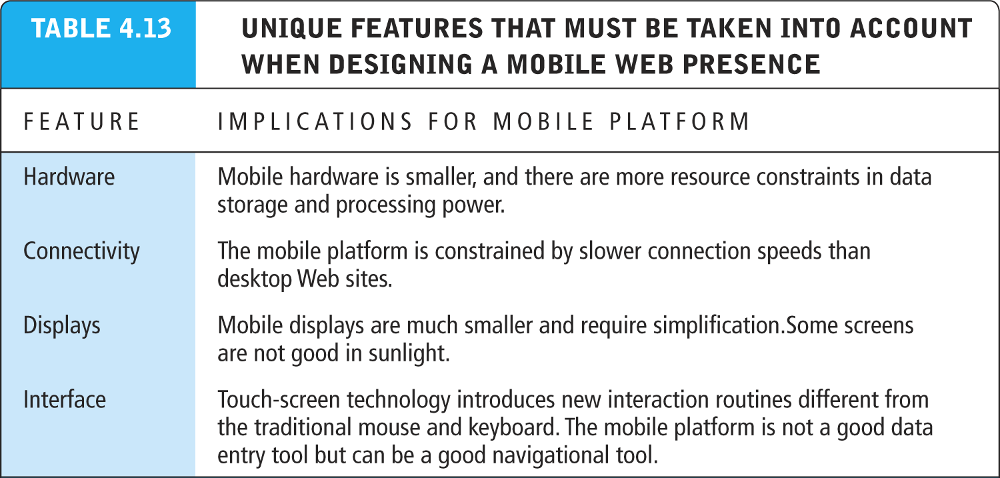 TABLE 4.13
UNIQUE FEATURES THAT MUST BE TAKEN INTO ACCOUNT
WHEN DESIGNING A MOBILE WEB PRESENCE
FEATURE
IMPLICATIONS FOR MOBILE PLATFORM
Hardware
Mobile hardware is smaller, and there are more resource constraints in data
storage and processing power.
Connectivity
The mobile platform is constrained by slower connection speeds than
desktop Web sites.
Displays
Mobile displays are much smaller and require simplification.Some screens
are not good in sunlight.
Interface
Touch-screen technology introduces new interaction routines different from
the traditional mouse and keyboard. The mobile platform is not a good data
entry tool but can be a good navigational tool.